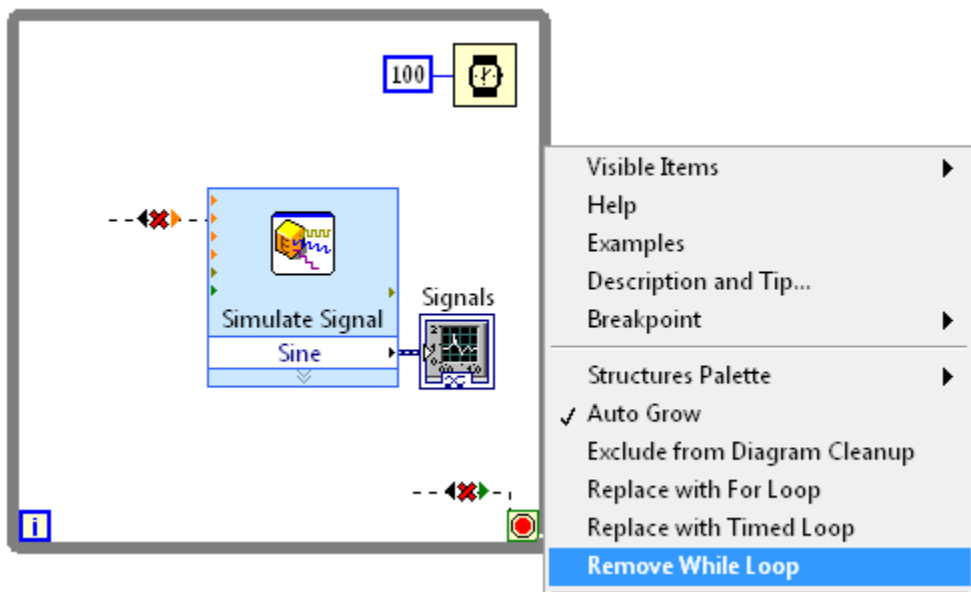 100
Simulate Signal
Sine
Signals
i
Visible Items
Help
Examples
Description and Tip...
Breakpoint
Structures Palette
Auto Grow
Exclude from Diagram Cleanup
Replace with For Loop
Replace with Timed Loop
Remove While Loop